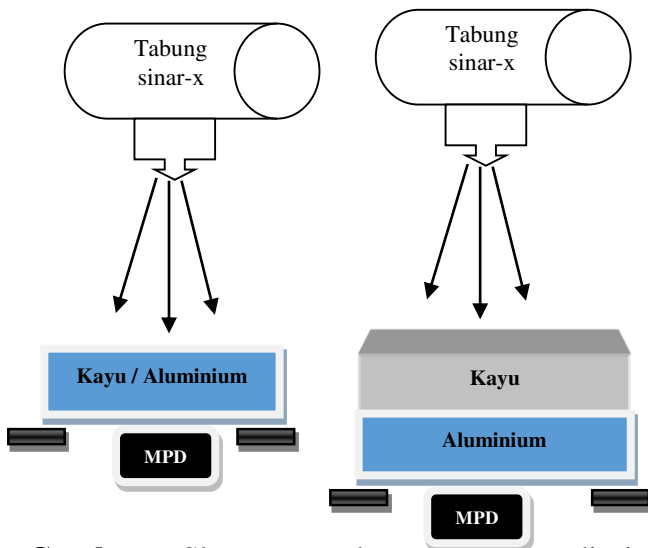 Tabung
sinar-x
Tabung
sinar-x
Kayu / Aluminium
MPD
Kayu
Aluminium
MPD